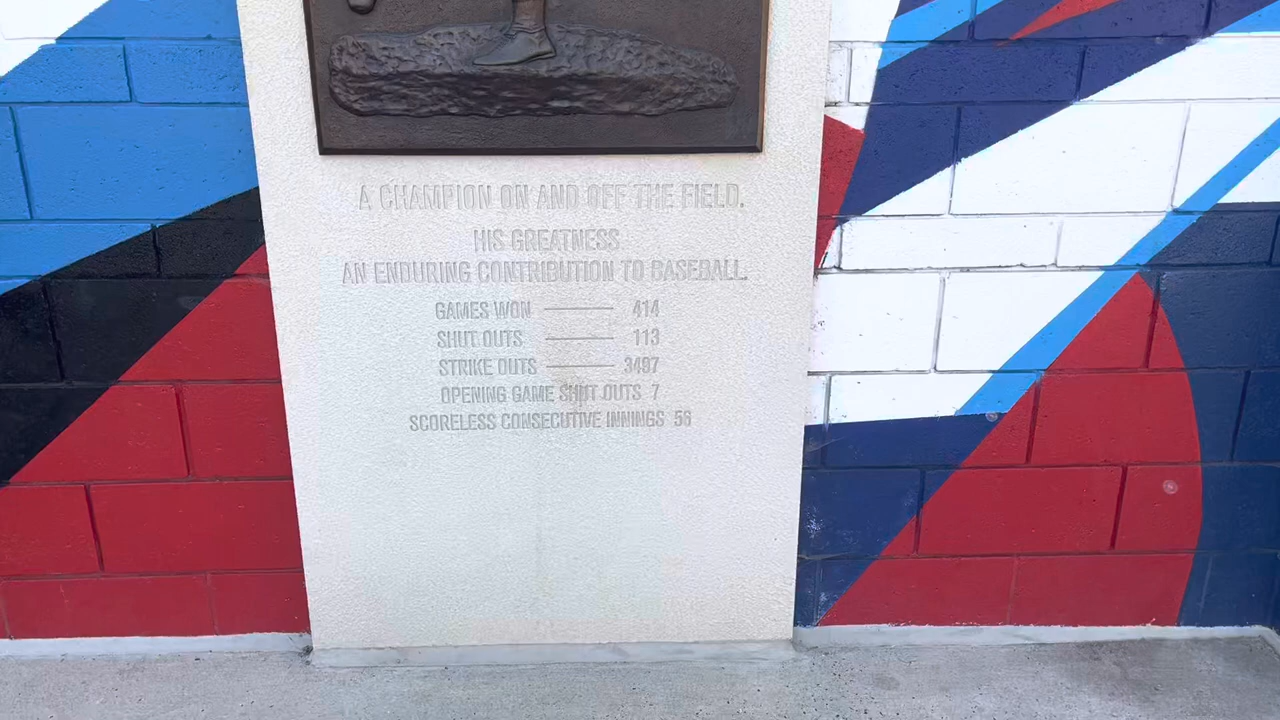 A CHAMPION ON AND OFF THE FIELD.
HIS GREATNESS
AN ENDURING CONTRIBUTION TO BASEBALL.
GAMES WON 414
SHUT OUTS 113
STRIKE OUTS 3497
OPENING GAME SHUT OUTS 7
SCORELESS CONSECUTIVE INNINGS 56